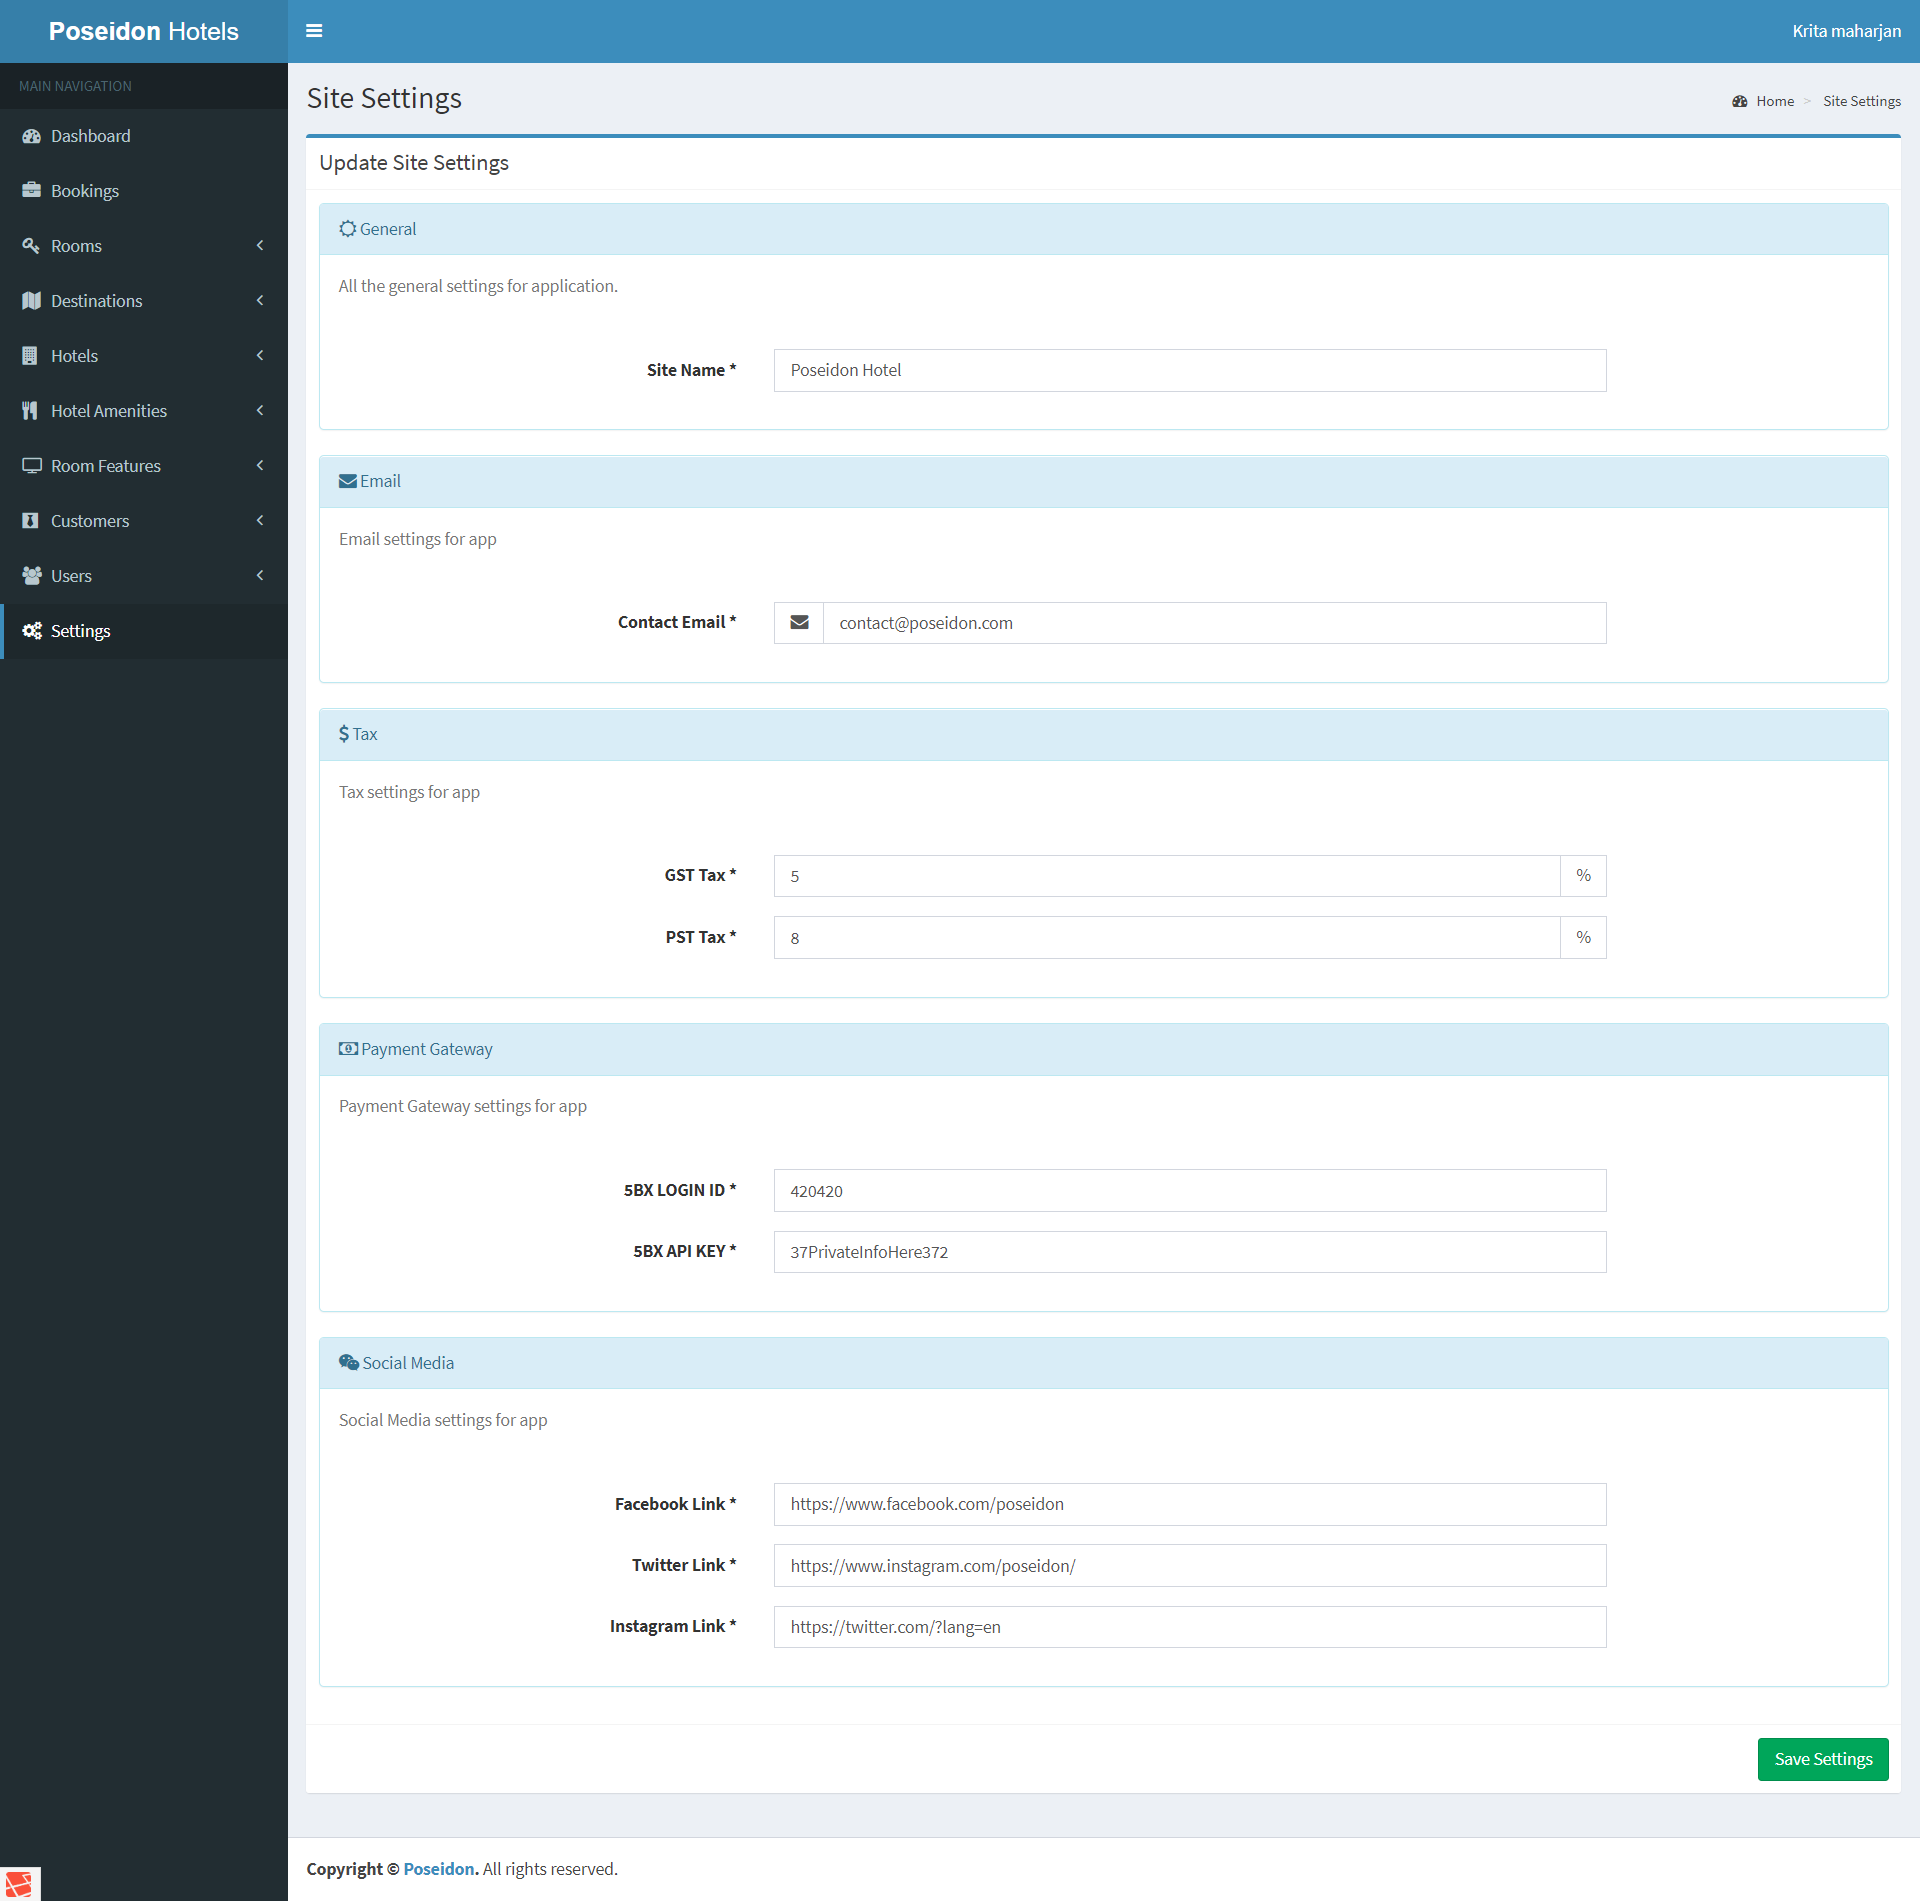 Poseidon Hotels
Krita maharjan
MAIN NAVIGATION
Dashboard
Bookings
Rooms
Destinations
Hotels
Hotel Amenities
Room Features
Customers
Users
Settings
Site Settings
Home > Site Settings
Update Site Settings
General
All the general settings for application.
Site Name * Poseidon Hotel
Email
Email settings for app
Contact Email * contact@poseidon.com
$ Tax
Tax settings for app
GST Tax * 5 %
PST Tax * 8 %
Payment Gateway
Payment Gateway settings for app
5BX LOGIN ID * 420420
5BX API KEY * 37PrivateInfoHere372
Social Media
Social Media settings for app
Facebook Link * https://www.facebook.com/poseidon
Twitter Link * https://www.instagram.com/poseidon/
Instagram Link * https://twitter.com/?lang=en
Save Settings
Copyright © Poseidon. All rights reserved.